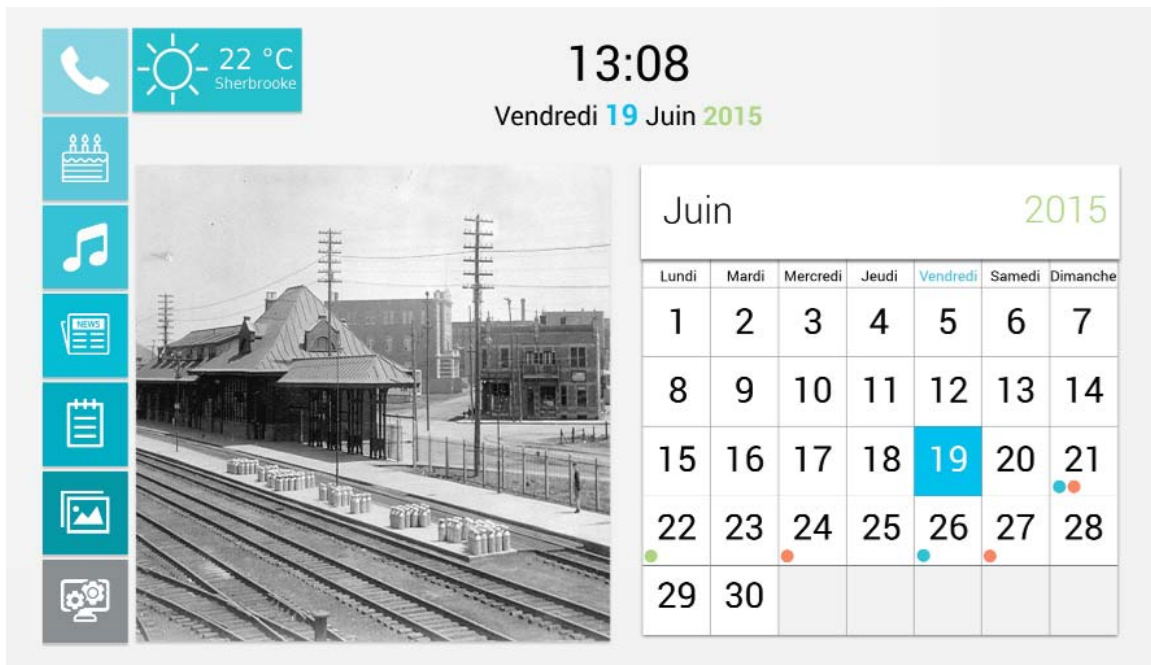 22 °C
Sherbrooke
13:08
Vendredi 19 Juin 2015
NEWS
Juin 2015
Lundi Mardi Mercredi Jeudi Vendredi Samedi Dimanche
1 2 3 4 5 6 7
8 9 10 11 12 13 14
15 16 17 18 19 20 21
22 23 24 25 26 27 28
29 30